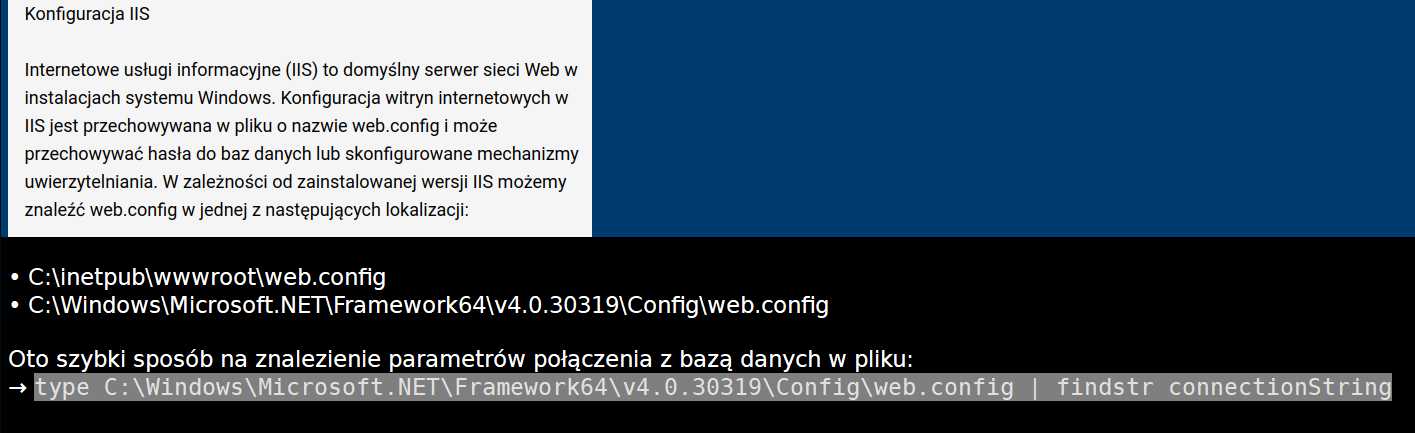 Konfiguracja IIS
Internetowe usługi informacyjne (IIS) to domyślny serwer sieci Web w
instalacjach systemu Windows. Konfiguracja witryn internetowych w
IIS jest przechowywana w pliku o nazwie web.config i może
przechowywać hasła do baz danych lub skonfigurowane mechanizmy
uwierzytelniania. W zależności od zainstalowanej wersji IIS możemy
znaleźć web.config w jednej z następujących lokalizacji:
• C:\inetpub\wwwroot\web.config
• C:\Windows\Microsoft.NET\Framework64\v4.0.30319\Config\web.config
Oto szybki sposób na znalezienie parametrów połączenia z bazą danych w pliku:
→ type C:\Windows\Microsoft.NET\Framework64\v4.0.30319\Config\web.config | findstr connectionString